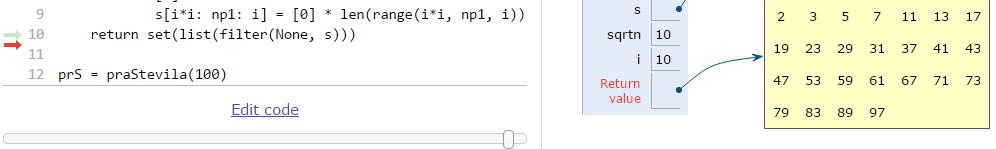 9 s[i*i: np1: i] = [0] * len(range(i*i, np1, i))
10 return set(list(filter(None, s)))
11
12 prS = praStevila(100)
Edit code
s
sqrtn 10
i 10
Return
value
2 3 5 7 11 13 17
19 23 29 31 37 41 43
47 53 59 61 67 71 73
79 83 89 97